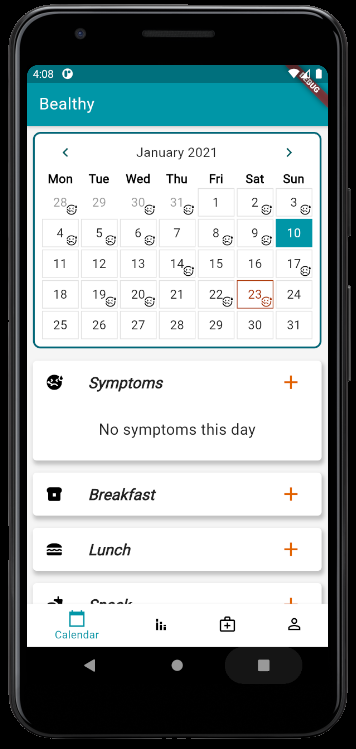 4:08
DEBUG
Bealthy
January 2021
Mon Tue Wed Thu Fri Sat Sun
28 29 30 31 1 2 3
4 5 6 7 8 9 10
11 12 13 14 15 16 17
18 19 20 21 22 23 24
25 26 27 28 29 30 31
Symptoms
No symptoms this day
Breakfast
Lunch
Snack
Calendar